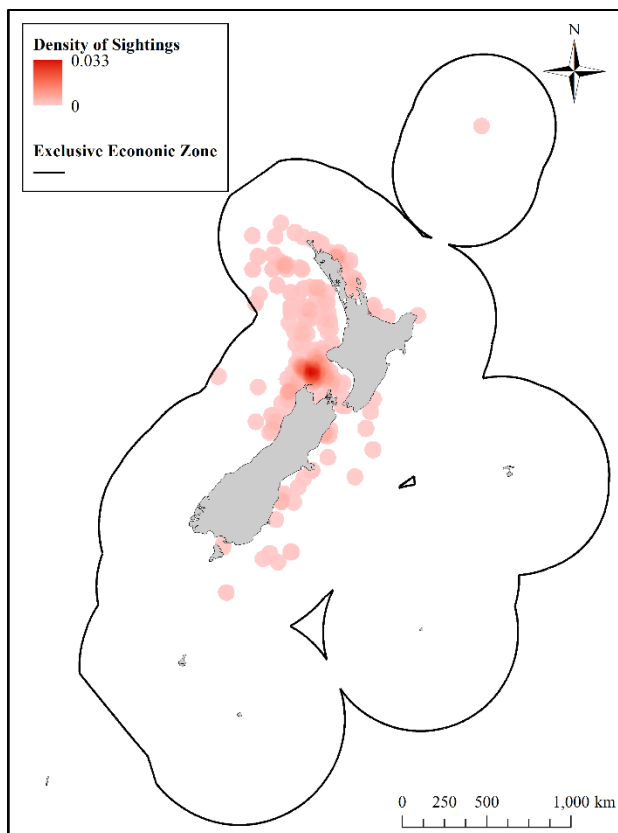 Density of Sightings
0.033
0
Exclusive Econonic Zone
N
0 250 500 1,000 km